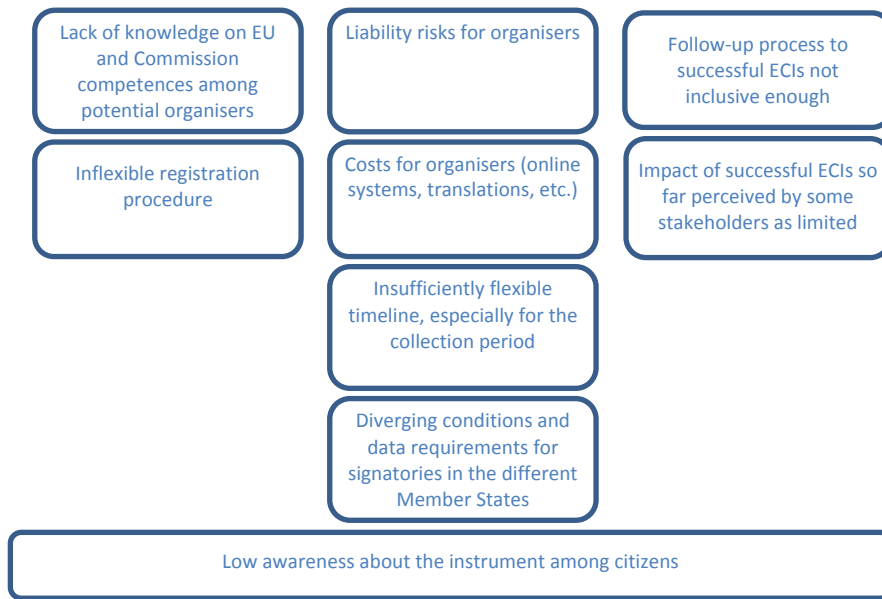 Lack of knowledge on EU
and Commission
competences among
potential organisers
Inflexible registration
procedure
Liability risks for organisers
Costs for organisers (online
systems, translations, etc.)
Insufficiently flexible
timeline, especially for the
collection period
Diverging conditions and
data requirements for
signatories in the different
Member States
Follow-up process to
successful ECIs not
inclusive enough
Impact of successful ECIs so
far perceived by some
stakeholders as limited
Low awareness about the instrument among citizens